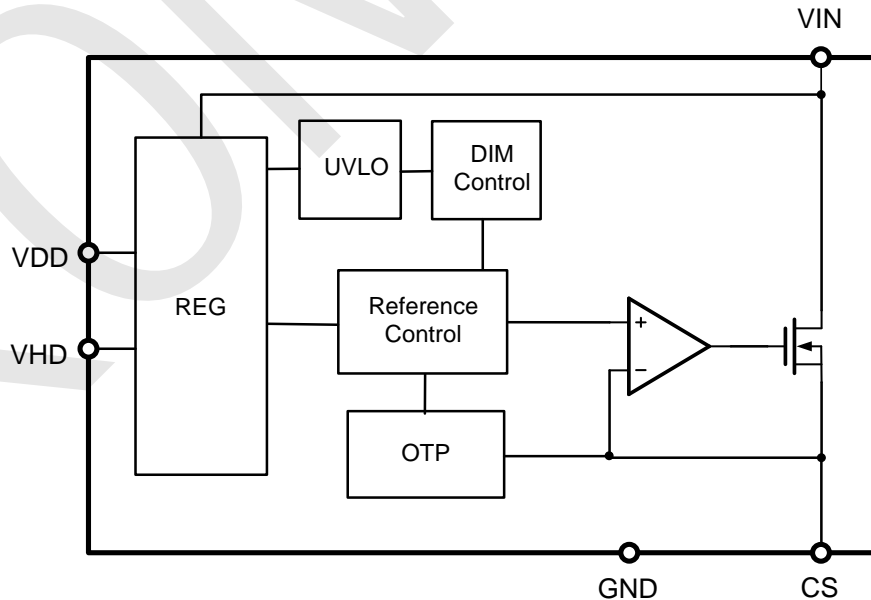 VIN
UVLO
DIM
Control
VDD
REG
Reference
Control
+
VHD
−
OTP
GND
CS